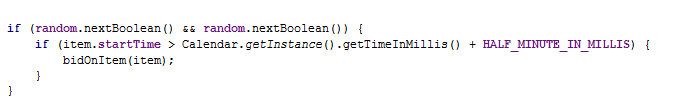 if (random.nextBoolean() && random.nextBoolean()) {
    if (item.startTime > Calendar.getInstance().getTimeInMillis() + HALF_MINUTE_IN_MILLIS) {
        bidOnItem(item);
    }
}